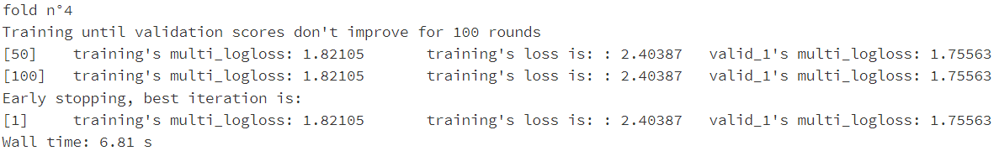 fold n°4
Training until validation scores don't improve for 100 rounds
[50]    training's multi_logloss: 1.82105       training's loss is: : 2.40387   valid_1's multi_logloss: 1.75563
[100]   training's multi_logloss: 1.82105       training's loss is: : 2.40387   valid_1's multi_logloss: 1.75563
Early stopping, best iteration is:
[1]     training's multi_logloss: 1.82105       training's loss is: : 2.40387   valid_1's multi_logloss: 1.75563
Wall time: 6.81 s